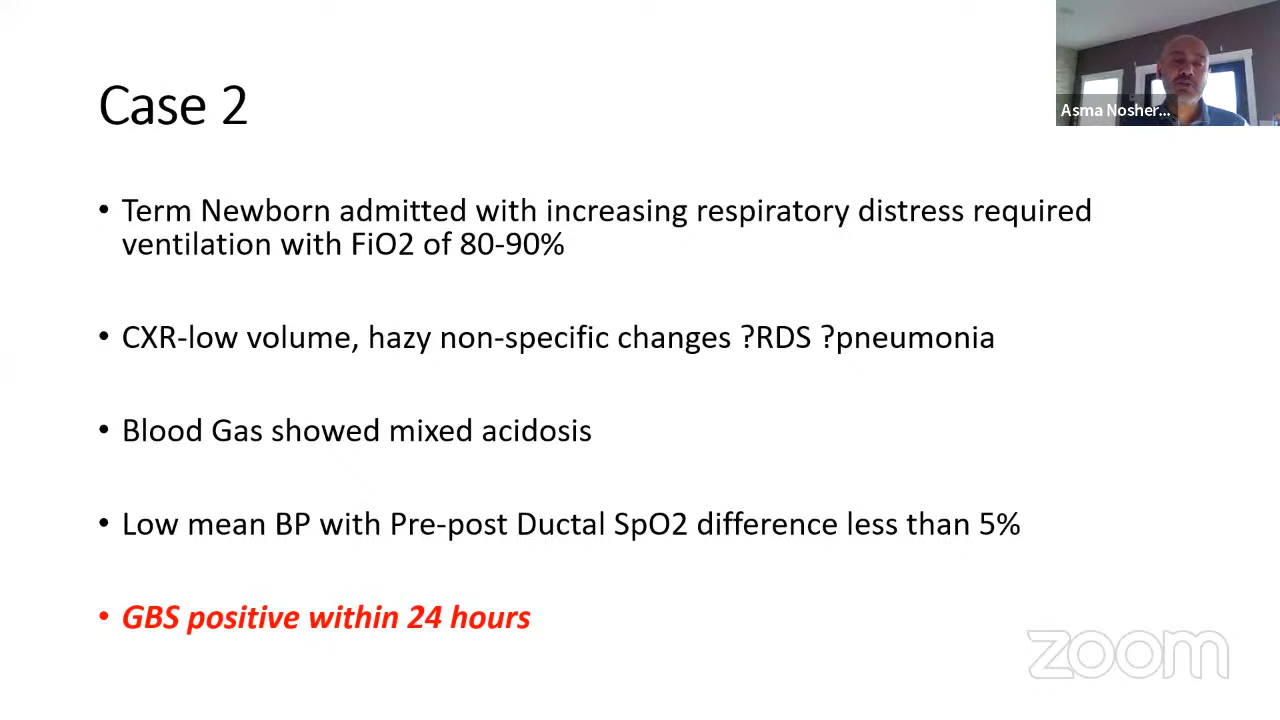 Asma Nosher...
Case 2
• Term Newborn admitted with increasing respiratory distress required
ventilation with FiO2 of 80-90%
• CXR-low volume, hazy non-specific changes ?RDS ?pneumonia
• Blood Gas showed mixed acidosis
• Low mean BP with Pre-post Ductal SpO2 difference less than 5%
• GBS positive within 24 hours
zoom